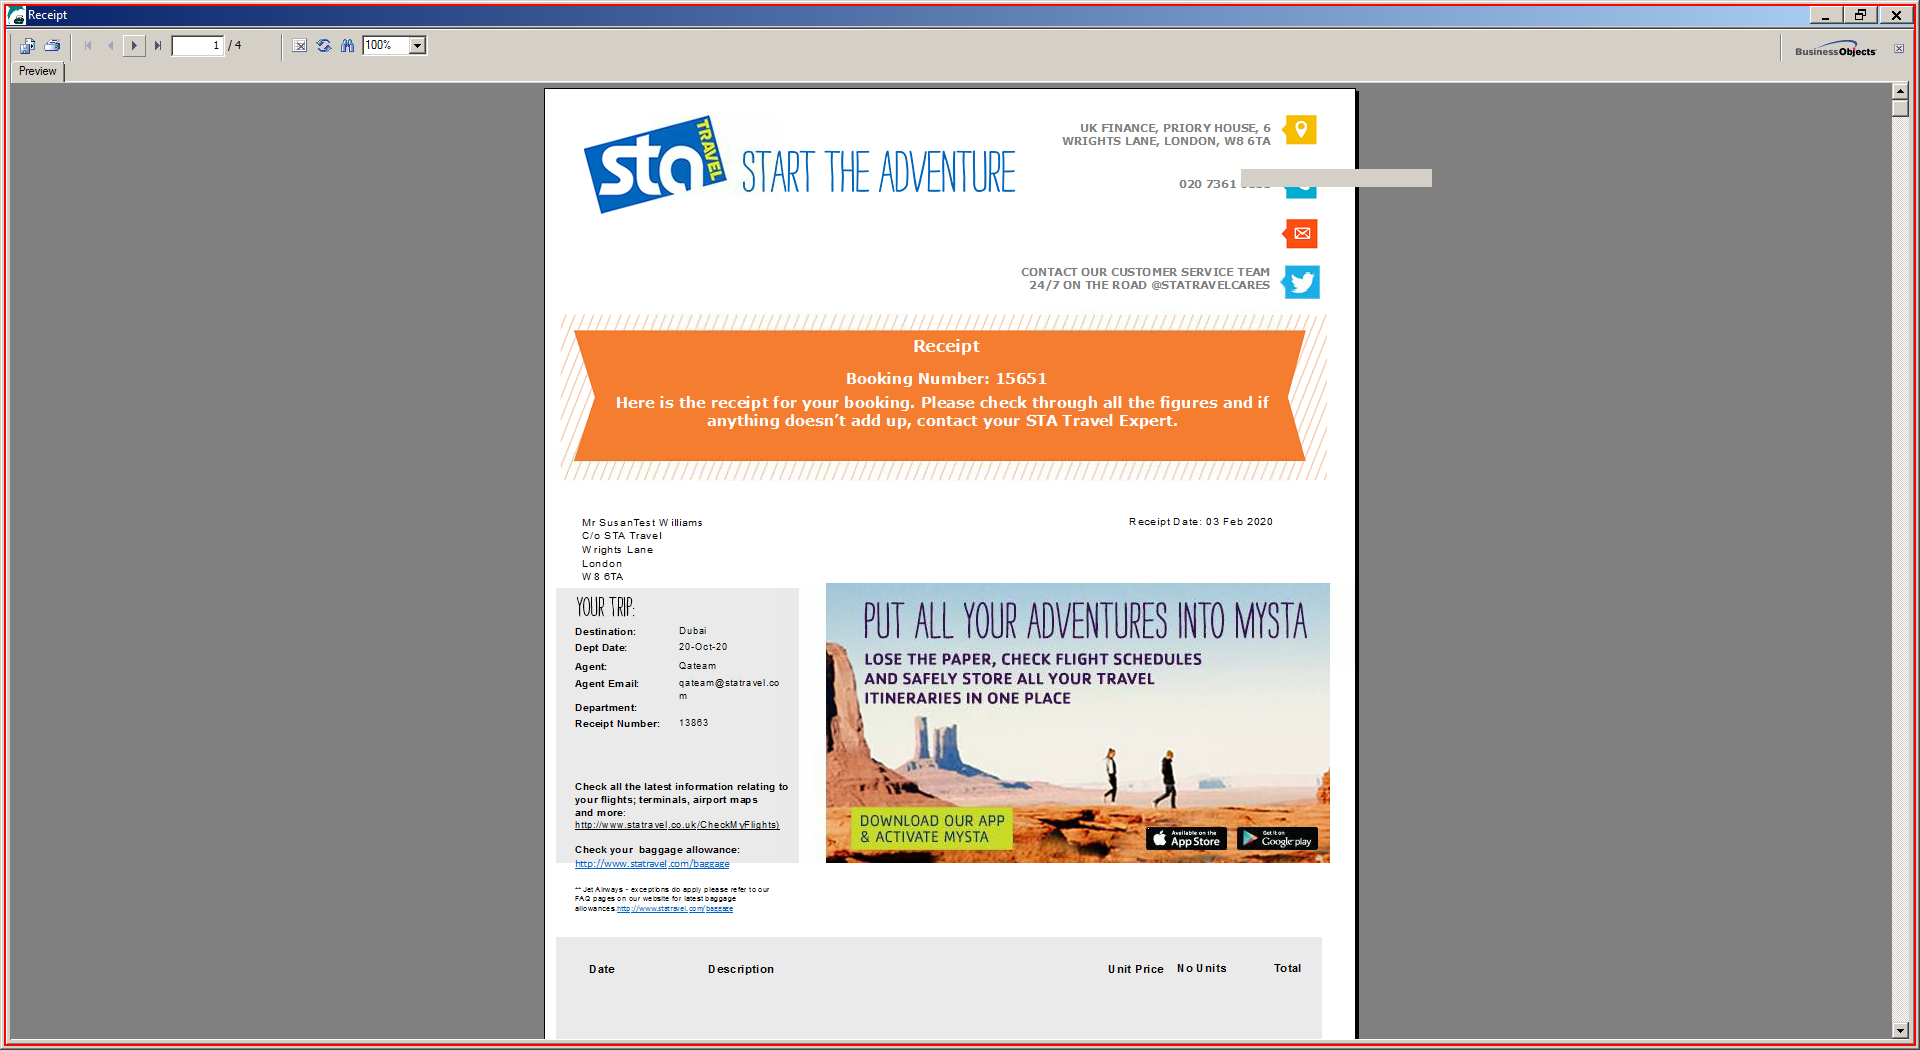 Receipt
1 / 4
100%
BusinessObjects
Preview
sta TRAVEL
START THE ADVENTURE
UK FINANCE, PRIORY HOUSE, 6
WRIGHTS LANE, LONDON, W8 6TA
020 7361
CONTACT OUR CUSTOMER SERVICE TEAM
24/7 ON THE ROAD @STATRAVELCARES
Receipt
Booking Number: 15651
Here is the receipt for your booking. Please check through all the figures and if
anything doesn’t add up, contact your STA Travel Expert.
Mr SusanTest Williams
C/o STA Travel
Wrights Lane
London
W8 6TA
Receipt Date: 03 Feb 2020
YOUR TRIP:
Destination: Dubai
Dept Date: 20-Oct-20
Agent: Qateam
Agent Email: qateam@statravel.co
m
Department:
Receipt Number: 13863
Check all the latest information relating to
your flights; terminals, airport maps
and more:
http://www.statravel.co.uk/CheckMyFlights)
Check your baggage allowance:
http://www.statravel.com/baggage
** Jet Airways - exceptions do apply please refer to our
FAQ pages on our website for latest baggage
allowances.http://www.statravel.com/baggage
PUT ALL YOUR ADVENTURES INTO MYSTA
LOSE THE PAPER, CHECK FLIGHT SCHEDULES
AND SAFELY STORE ALL YOUR TRAVEL
ITINERARIES IN ONE PLACE
DOWNLOAD OUR APP
& ACTIVATE MYSTA
Available on the
App Store
Get it on
Google play
Date Description Unit Price No Units Total